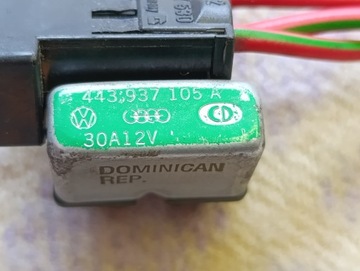 443 937 105 A
30A12V
DOMINICAN
REP.